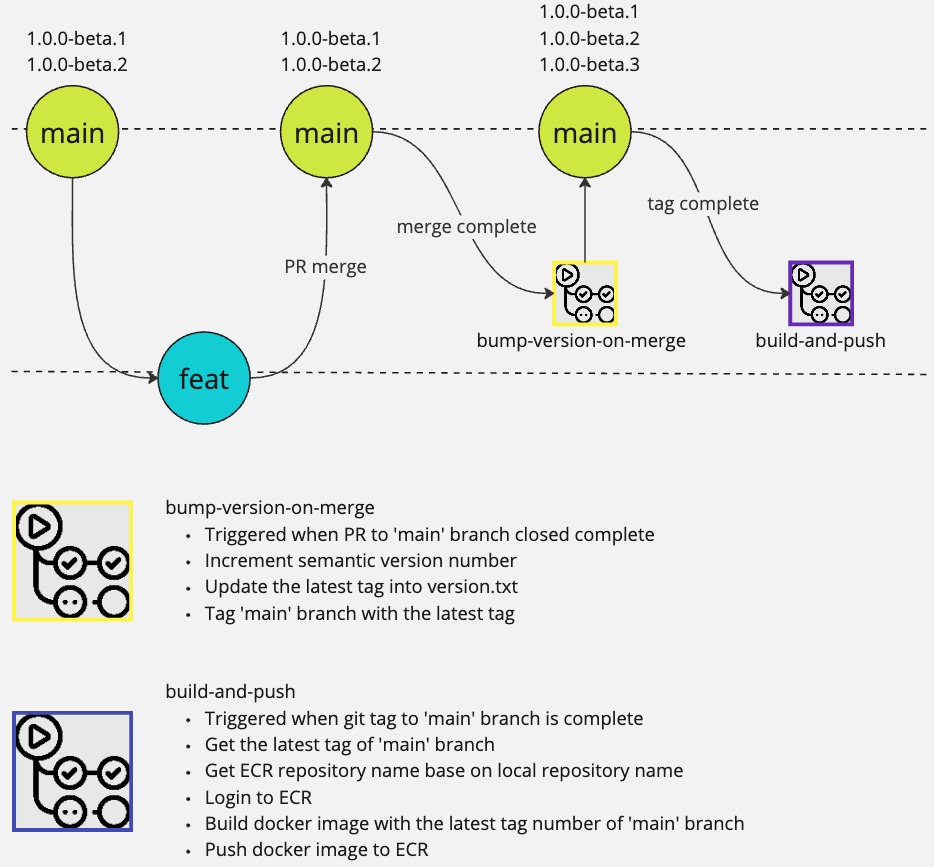 1.0.0-beta.1
1.0.0-beta.2
1.0.0-beta.1
1.0.0-beta.2
1.0.0-beta.1
1.0.0-beta.2
1.0.0-beta.3
main
main
main
tag complete
merge complete
PR merge
bump-version-on-merge
build-and-push
feat
bump-version-on-merge
• Triggered when PR to 'main' branch closed complete
• Increment semantic version number
• Update the latest tag into version.txt
• Tag 'main' branch with the latest tag
build-and-push
• Triggered when git tag to 'main' branch is complete
• Get the latest tag of 'main' branch
• Get ECR repository name base on local repository name
• Login to ECR
• Build docker image with the latest tag number of 'main' branch
• Push docker image to ECR